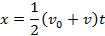 x = 1/2 (v₀ + v)t